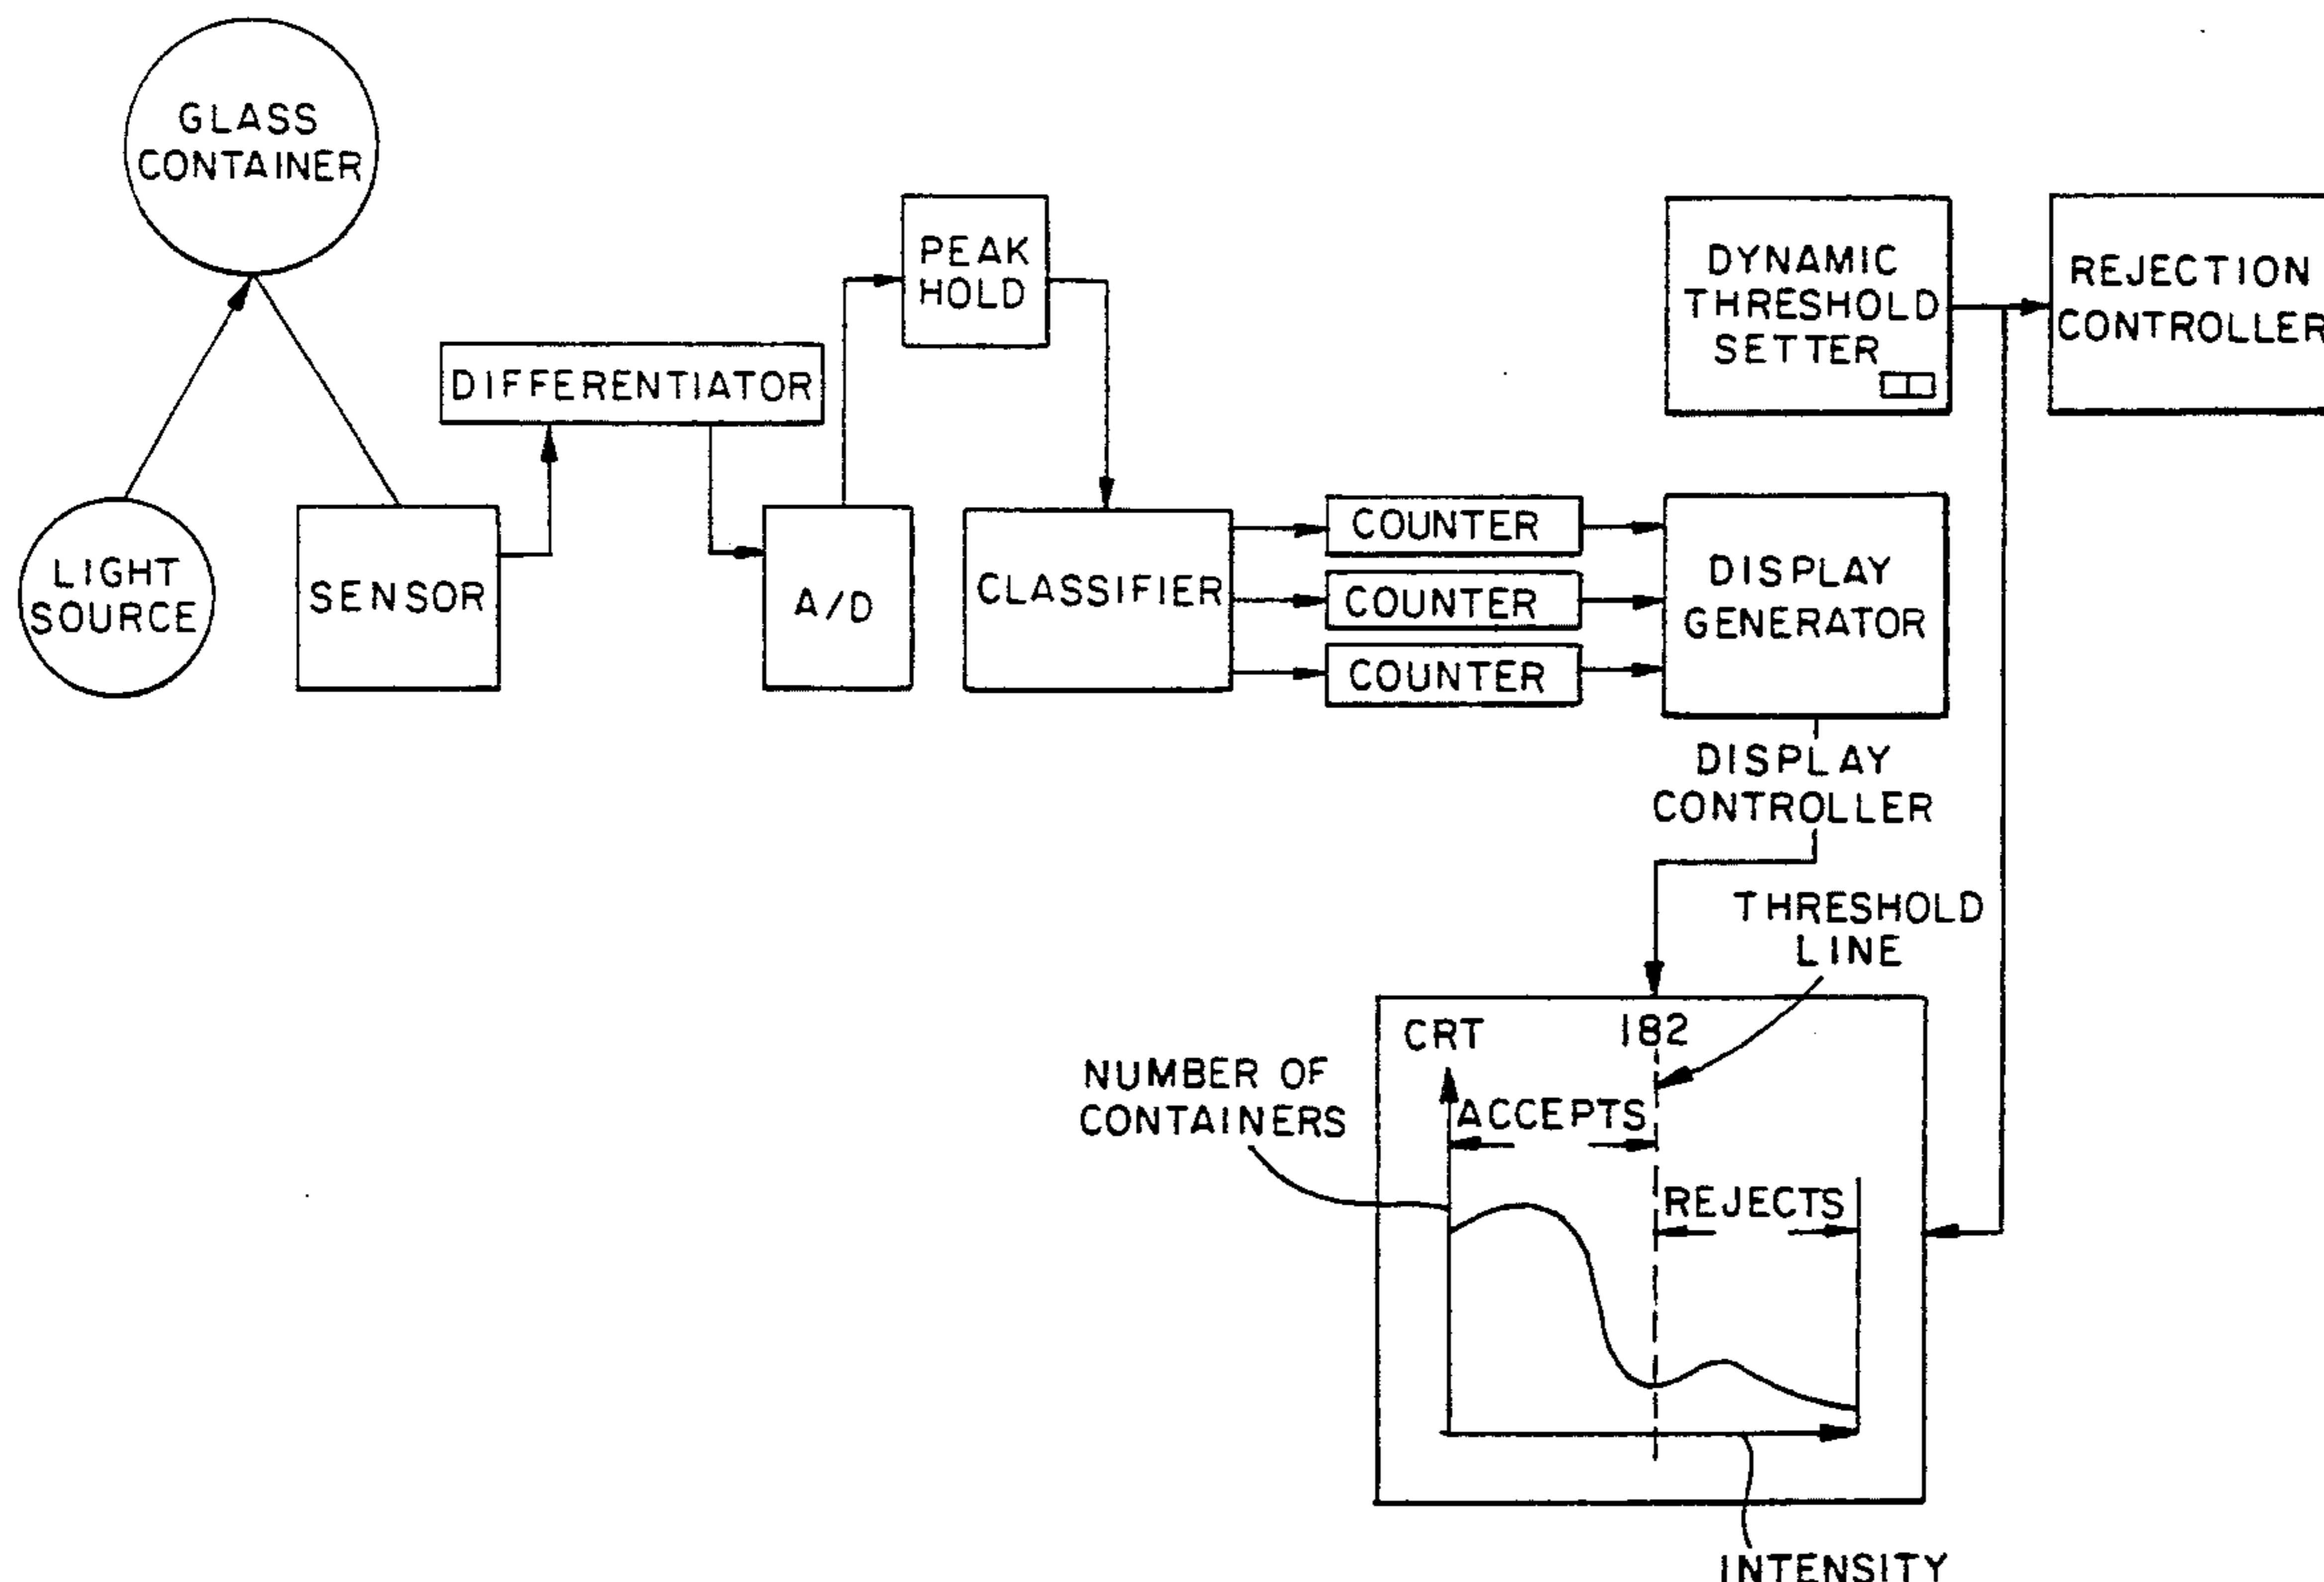 GLASS
CONTAINER
LIGHT
SOURCE
SENSOR
DIFFERENTIATOR
A/D
PEAK
HOLD
CLASSIFIER
COUNTER
COUNTER
COUNTER
DYNAMIC
THRESHOLD
SETTER
REJECTION
CONTROLLER
DISPLAY
GENERATOR
DISPLAY
CONTROLLER
THRESHOLD
LINE
CRT
182
NUMBER OF
CONTAINERS
ACCEPTS
REJECTS
INTENSITY